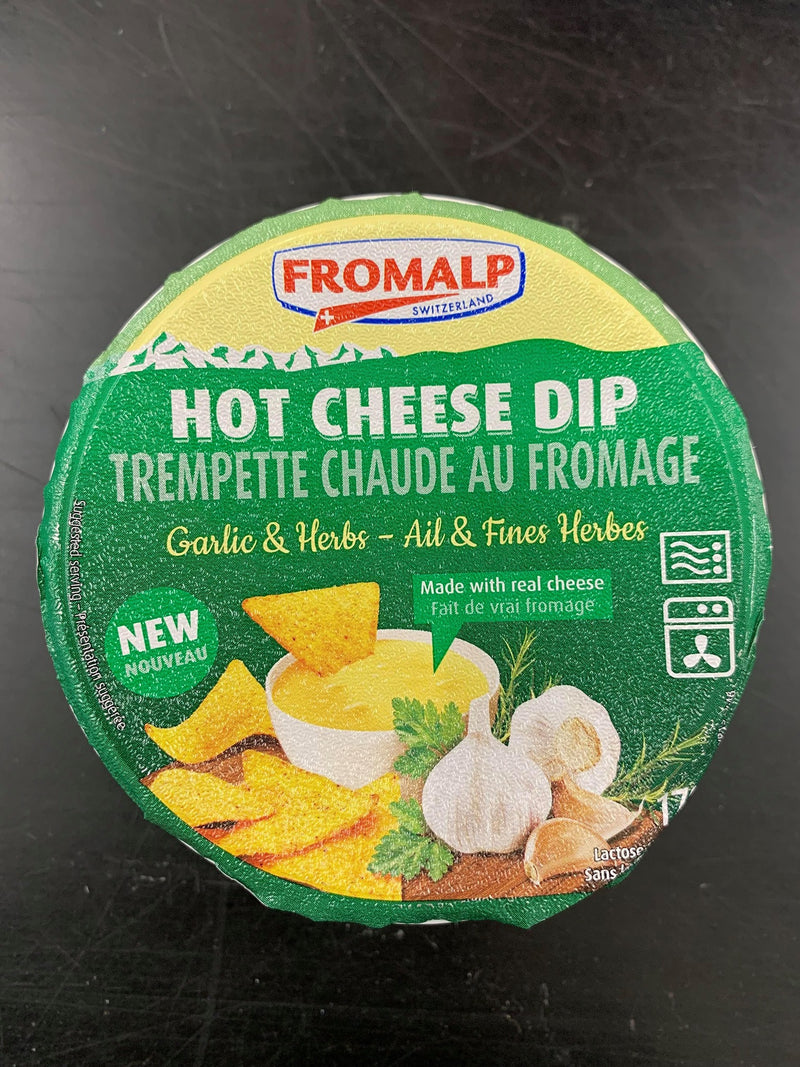 FROMALP
SWITZERLAND
HOT CHEESE DIP
TREMPETTE CHAUDE AU FROMAGE
Garlic & Herbs – Ail & Fines Herbes
Made with real cheese
Fait de vrai fromage
NEW
NOUVEAU
Suggested serving – Présentation suggérée
17
Lactose
Sans